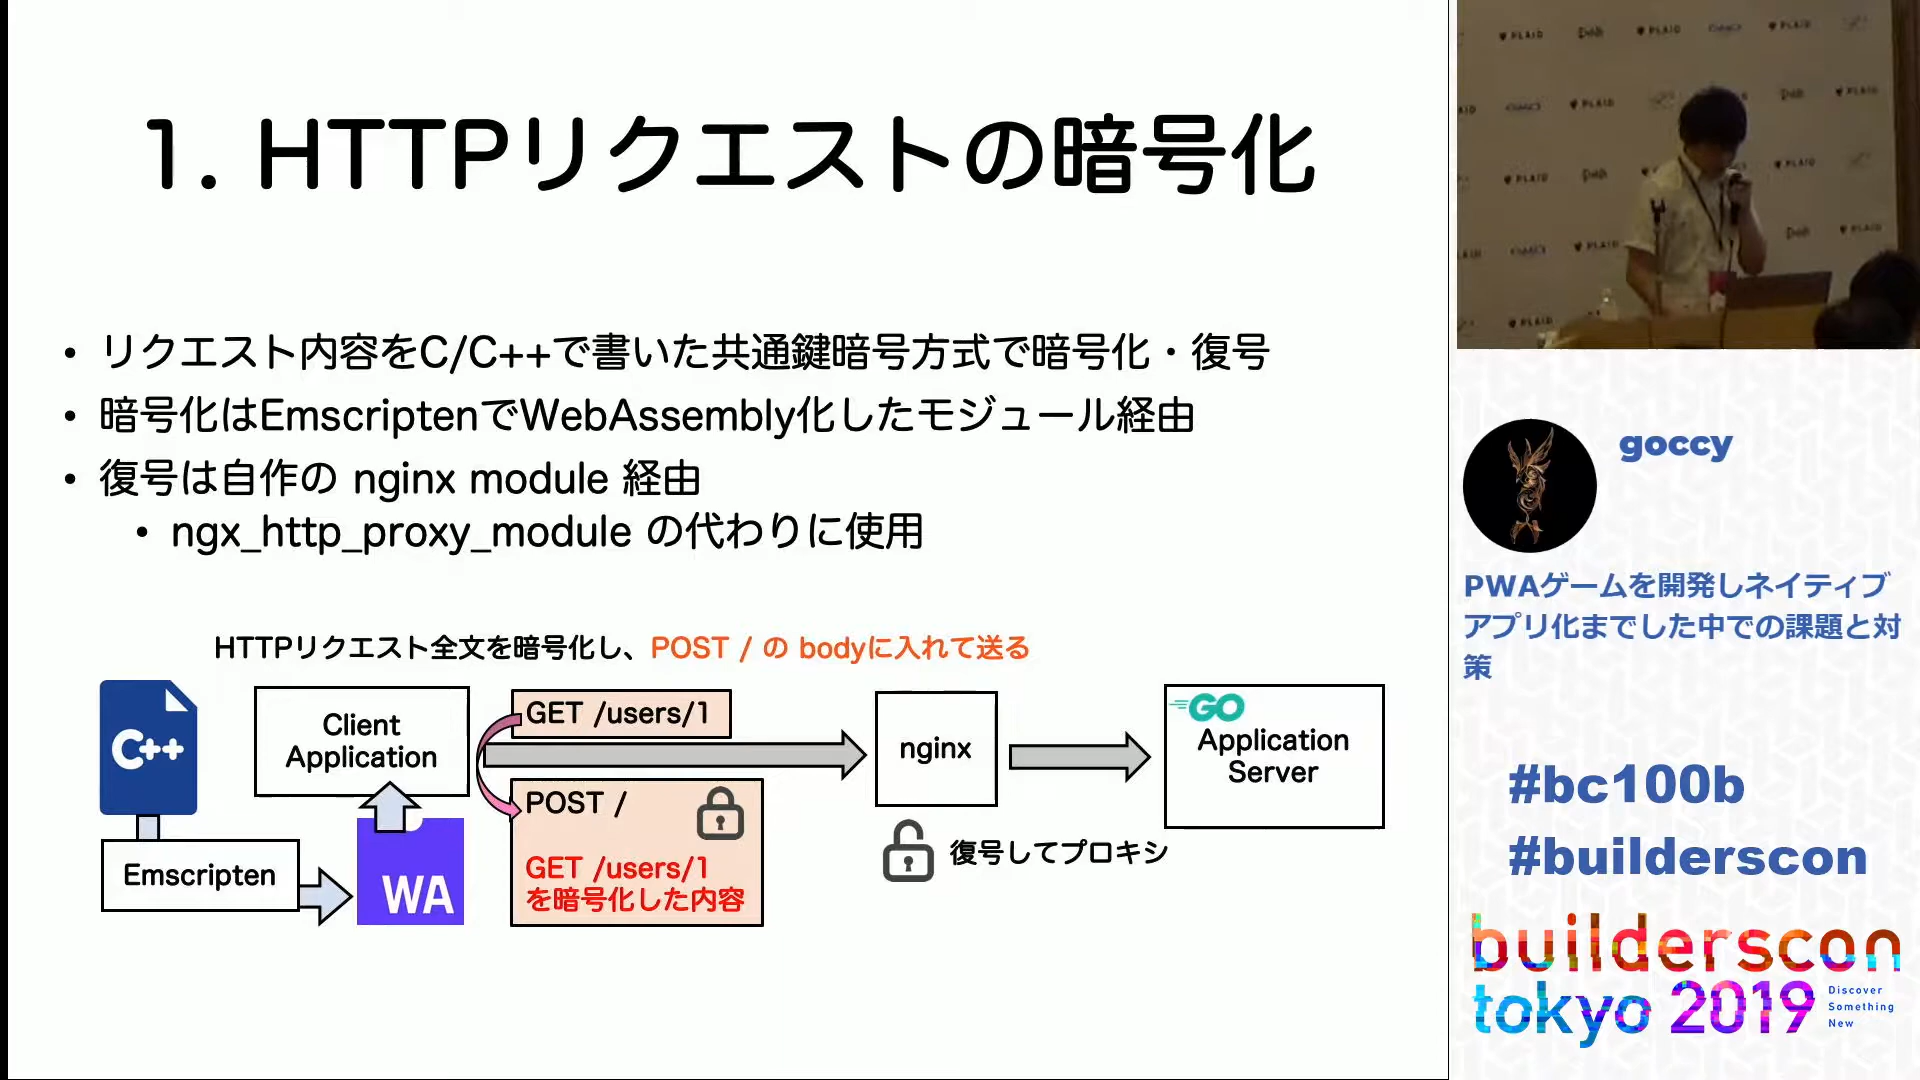 1. HTTPリクエストの暗号化
• リクエスト内容をC/C++で書いた共通鍵暗号方式で暗号化・復号
• 暗号化はEmscriptenでWebAssembly化したモジュール経由
• 復号は自作の nginx module 経由
• ngx_http_proxy_module の代わりに使用
HTTPリクエスト全文を暗号化し、POST / の bodyに入れて送る
C++
Client
Application
GET /users/1
nginx
GO
Application
Server
POST /
GET /users/1
を暗号化した内容
復号してプロキシ
Emscripten
WA
PLAID
PLAID
PLAID
PLAID
PLAID
PLAID
PLAID
PLAID
PLAID
PLAID
goccy
PWAゲームを開発しネイティブ
アプリ化までした中での課題と対
策
#bc100b
#builderscon
builderscon
tokyo 2019
Discover
Something
New